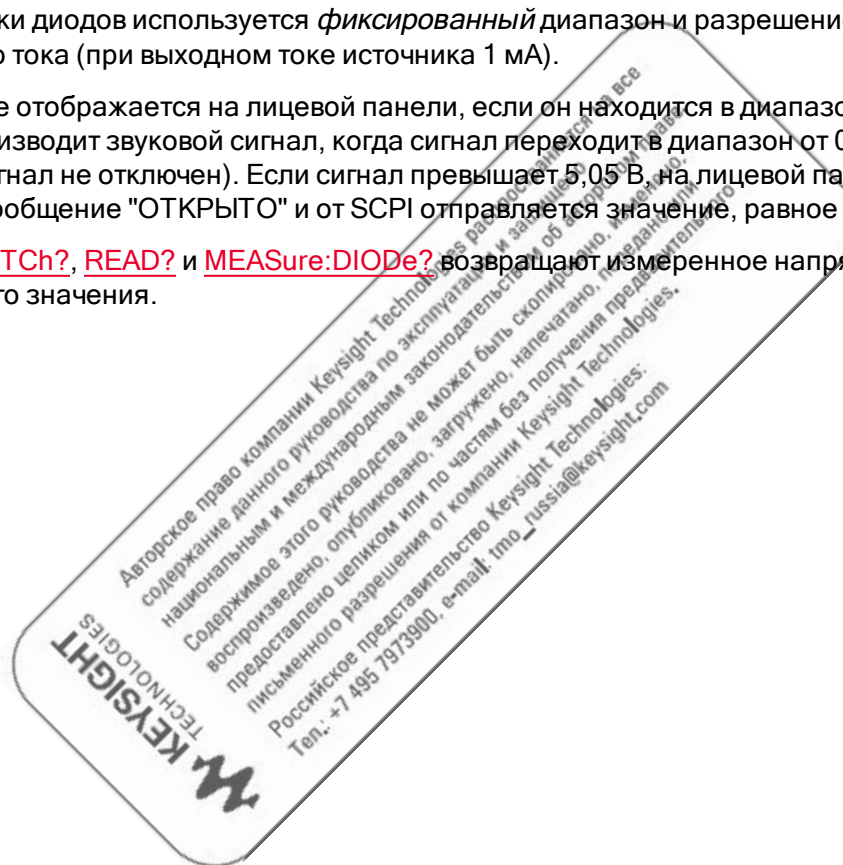 ки диодов используется фиксированный диапазон и разрешение
о тока (при выходном токе источника 1 мА).
е отображается на лицевой панели, если он находится в диапазо
изводит звуковой сигнал, когда сигнал переходит в диапазон от 0
гнал не отключен). Если сигнал превышает 5,05 В, на лицевой па
ообщение "ОТКРЫТО" и от SCPI отправляется значение, равное
TCh?, READ? и MEASure:DIODe? возвращают измеренное напря
го значения.
KEYSIGHT
TECHNOLOGIES
Авторское право компании Keysight Technologies распространяется на все
содержание данного руководства по эксплуатации и защищено
национальным и международным законодательством об авторском праве.
Содержимое этого руководства не может быть скопировано, изменено,
воспроизведено, опубликовано, загружено, напечатано, передано или
предоставлено целиком или по частям без получения предварительного
письменного разрешения от компании Keysight Technologies.
Российское представительство Keysight Technologies:
Тел.: +7 495 7973900, e-mail: tmo_russia@keysight.com